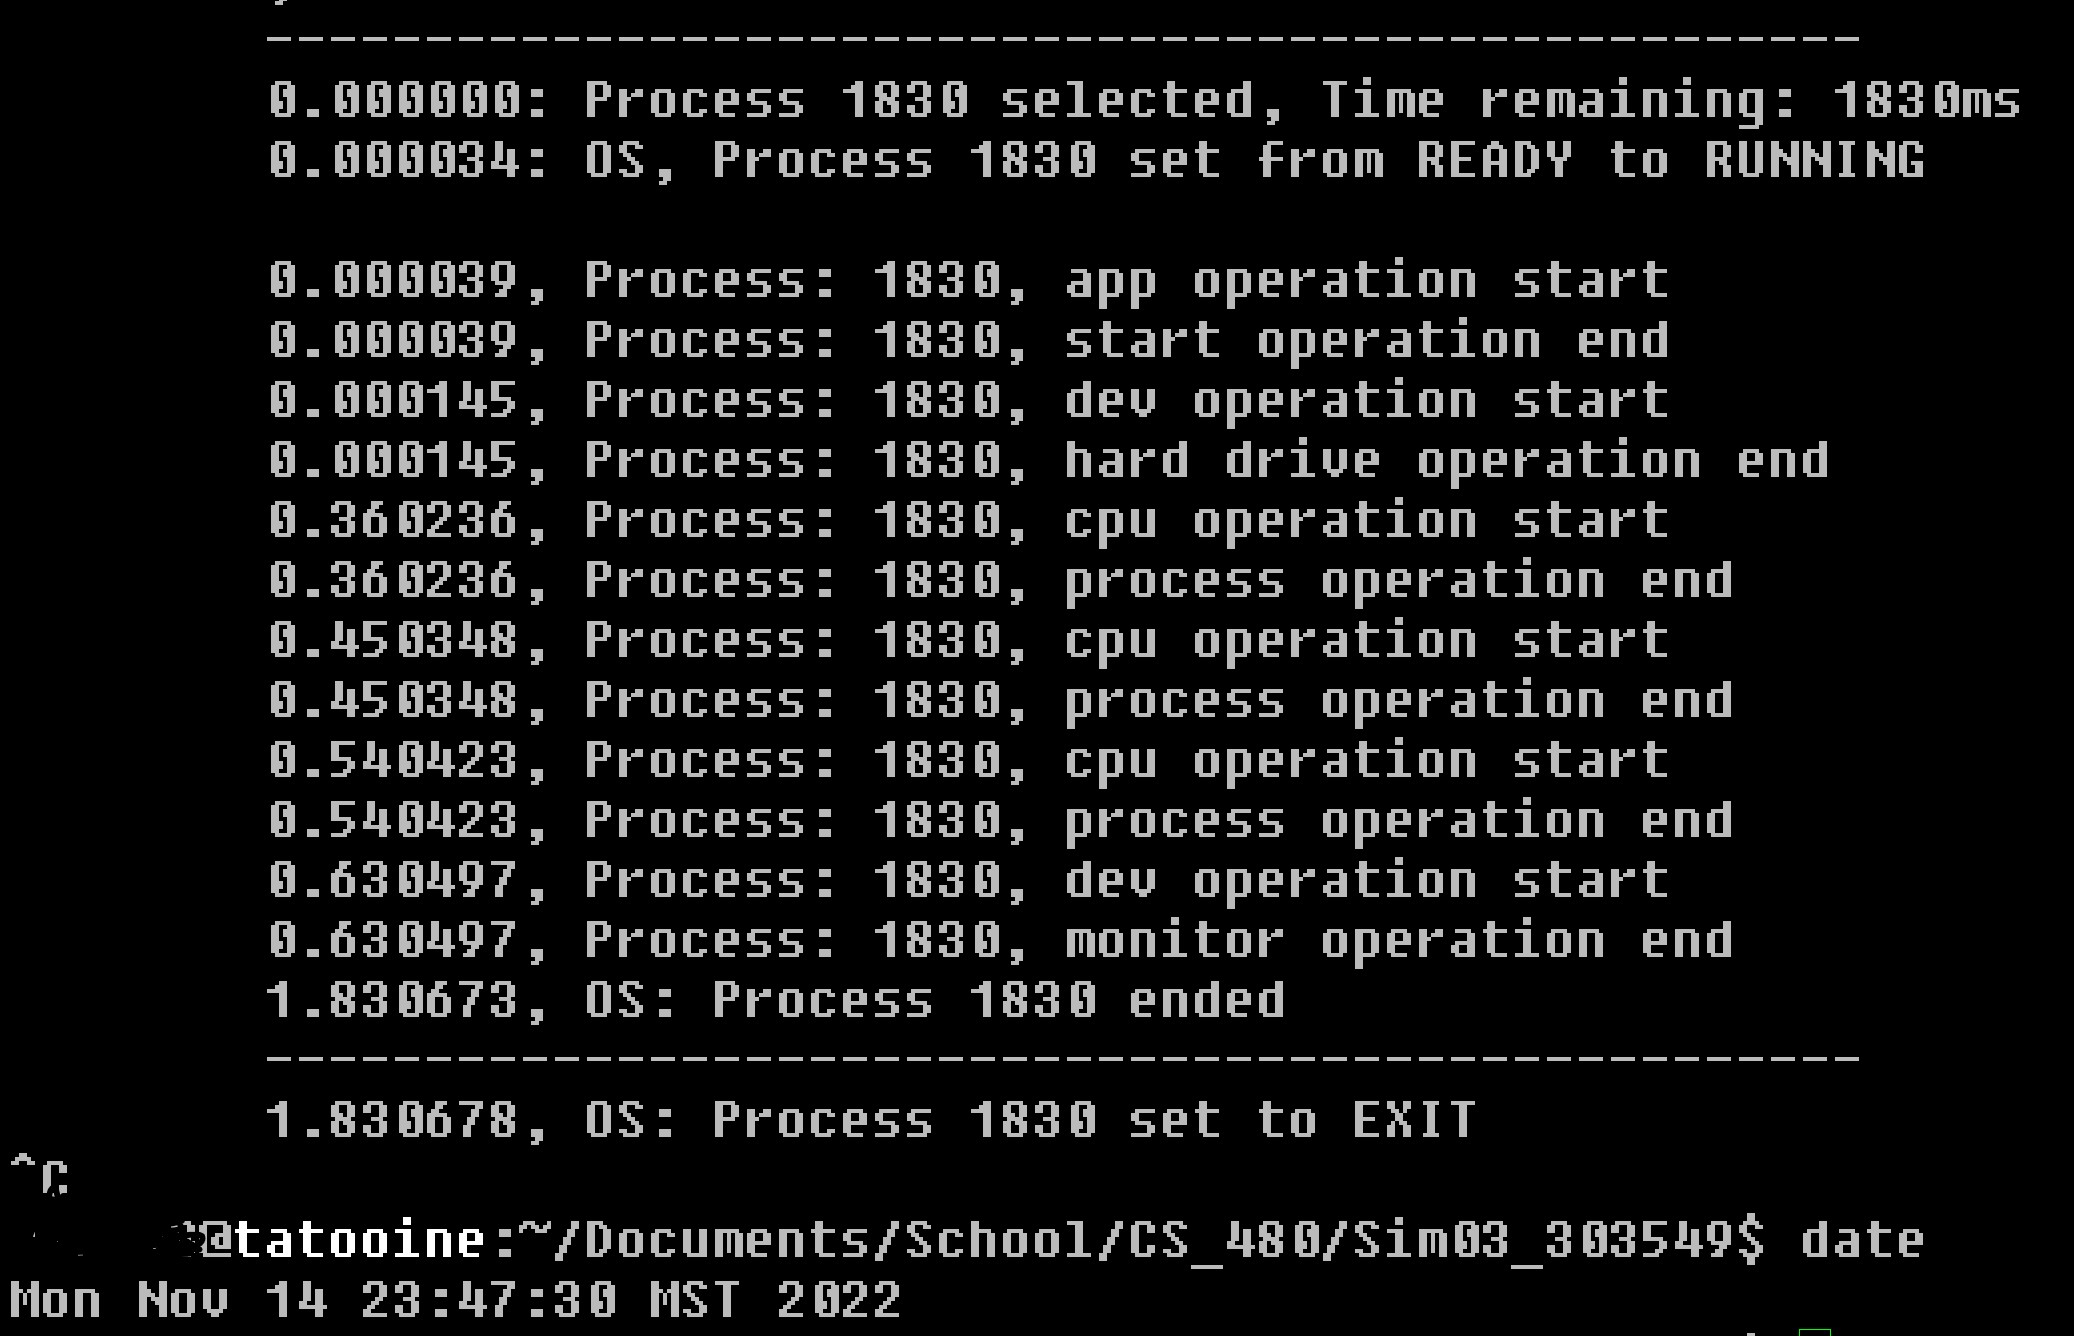 --------------------------------------------------
0.000000: Process 1830 selected, Time remaining: 1830ms
0.000034: OS, Process 1830 set from READY to RUNNING
0.000039, Process: 1830, app operation start
0.000039, Process: 1830, start operation end
0.000145, Process: 1830, dev operation start
0.000145, Process: 1830, hard drive operation end
0.360236, Process: 1830, cpu operation start
0.360236, Process: 1830, process operation end
0.450348, Process: 1830, cpu operation start
0.450348, Process: 1830, process operation end
0.540423, Process: 1830, cpu operation start
0.540423, Process: 1830, process operation end
0.630497, Process: 1830, dev operation start
0.630497, Process: 1830, monitor operation end
1.830673, OS: Process 1830 ended
--------------------------------------------------
1.830678, OS: Process 1830 set to EXIT
^C
@tatooine:~/Documents/School/CS_480/Sim03_303549$ date
Mon Nov 14 23:47:30 MST 2022